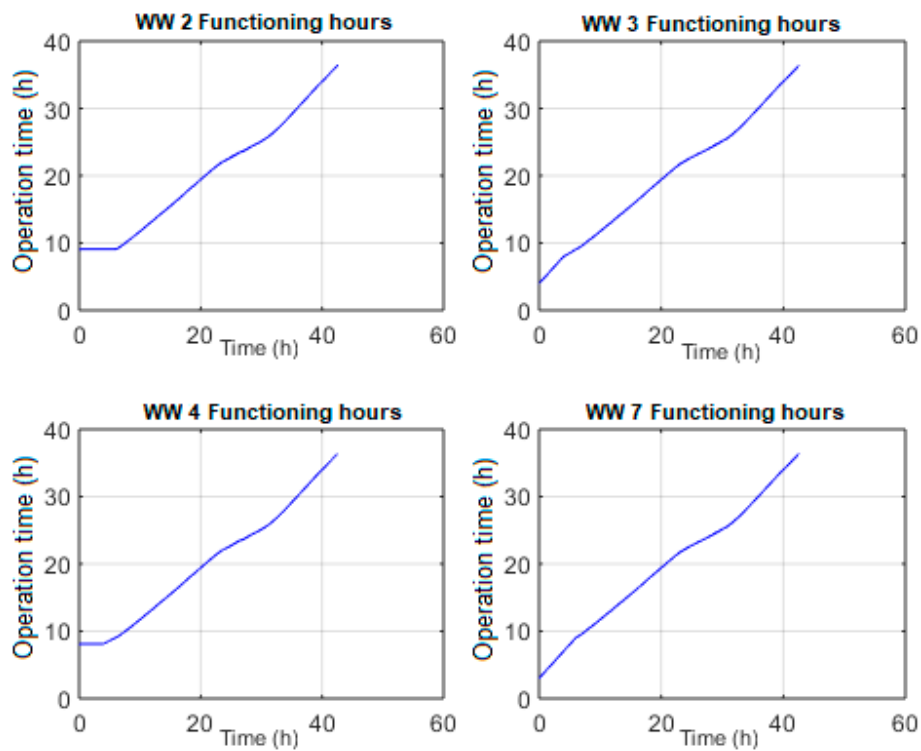 WW 2 Functioning hours
Operation time (h)
40
30
20
10
0
0 20 40 60
Time (h)
WW 3 Functioning hours
Operation time (h)
40
30
20
10
0
0 20 40 60
Time (h)
WW 4 Functioning hours
Operation time (h)
40
30
20
10
0
0 20 40 60
Time (h)
WW 7 Functioning hours
Operation time (h)
40
30
20
10
0
0 20 40 60
Time (h)